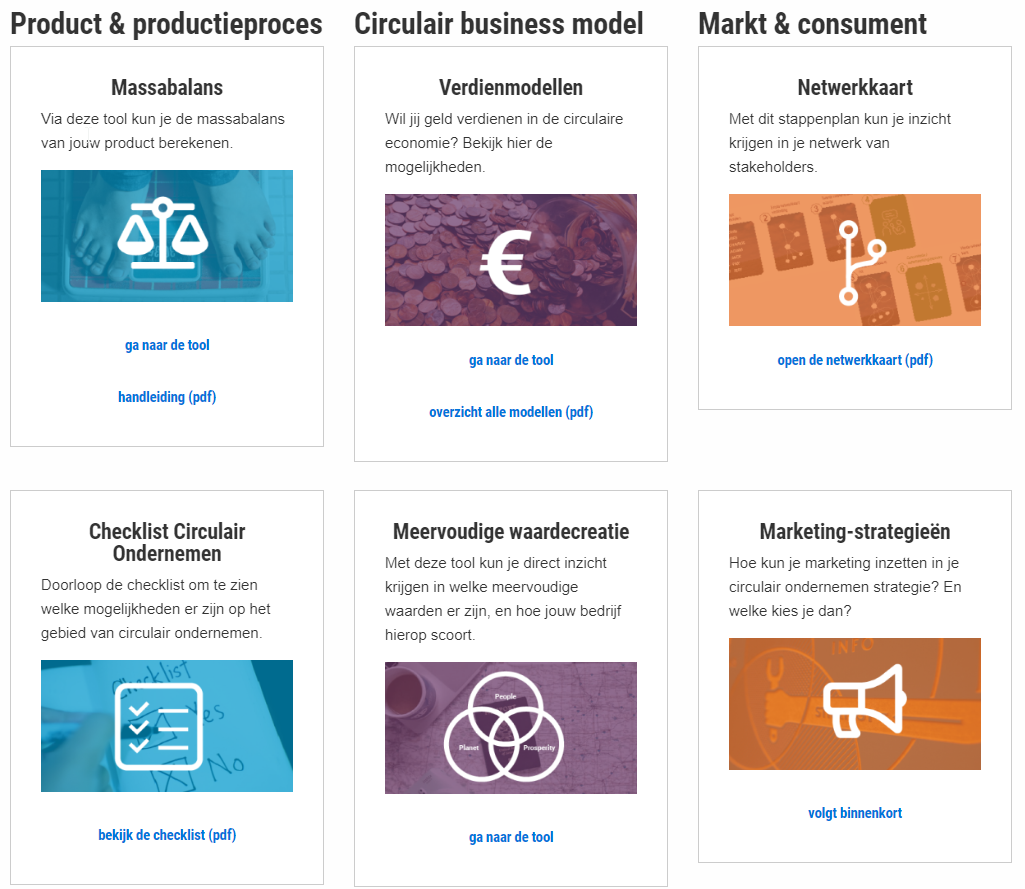 Product & productieproces
Circulair business model
Markt & consument
Massabalans
Via deze tool kun je de massabalans
van jouw product berekenen.
ga naar de tool
handleiding (pdf)
Verdienmodellen
Wil jij geld verdienen in de circulaire
economie? Bekijk hier de
mogelijkheden.
€
ga naar de tool
overzicht alle modellen (pdf)
Netwerkkaart
Met dit stappenplan kun je inzicht
krijgen in je netwerk van
stakeholders.
open de netwerkkaart (pdf)
Checklist Circulair
Ondernemen
Doorloop de checklist om te zien
welke mogelijkheden er zijn op het
gebied van circulair ondernemen.
Checklist
Yes
No
bekijk de checklist (pdf)
Meervoudige waardecreatie
Met deze tool kun je direct inzicht
krijgen in welke meervoudige
waarden er zijn, en hoe jouw bedrijf
hierop scoort.
People
Planet
Prosperity
ga naar de tool
Marketing-strategieën
Hoe kun je marketing inzetten in je
circulair ondernemen strategie? En
welke kies je dan?
INFO
volgt binnenkort